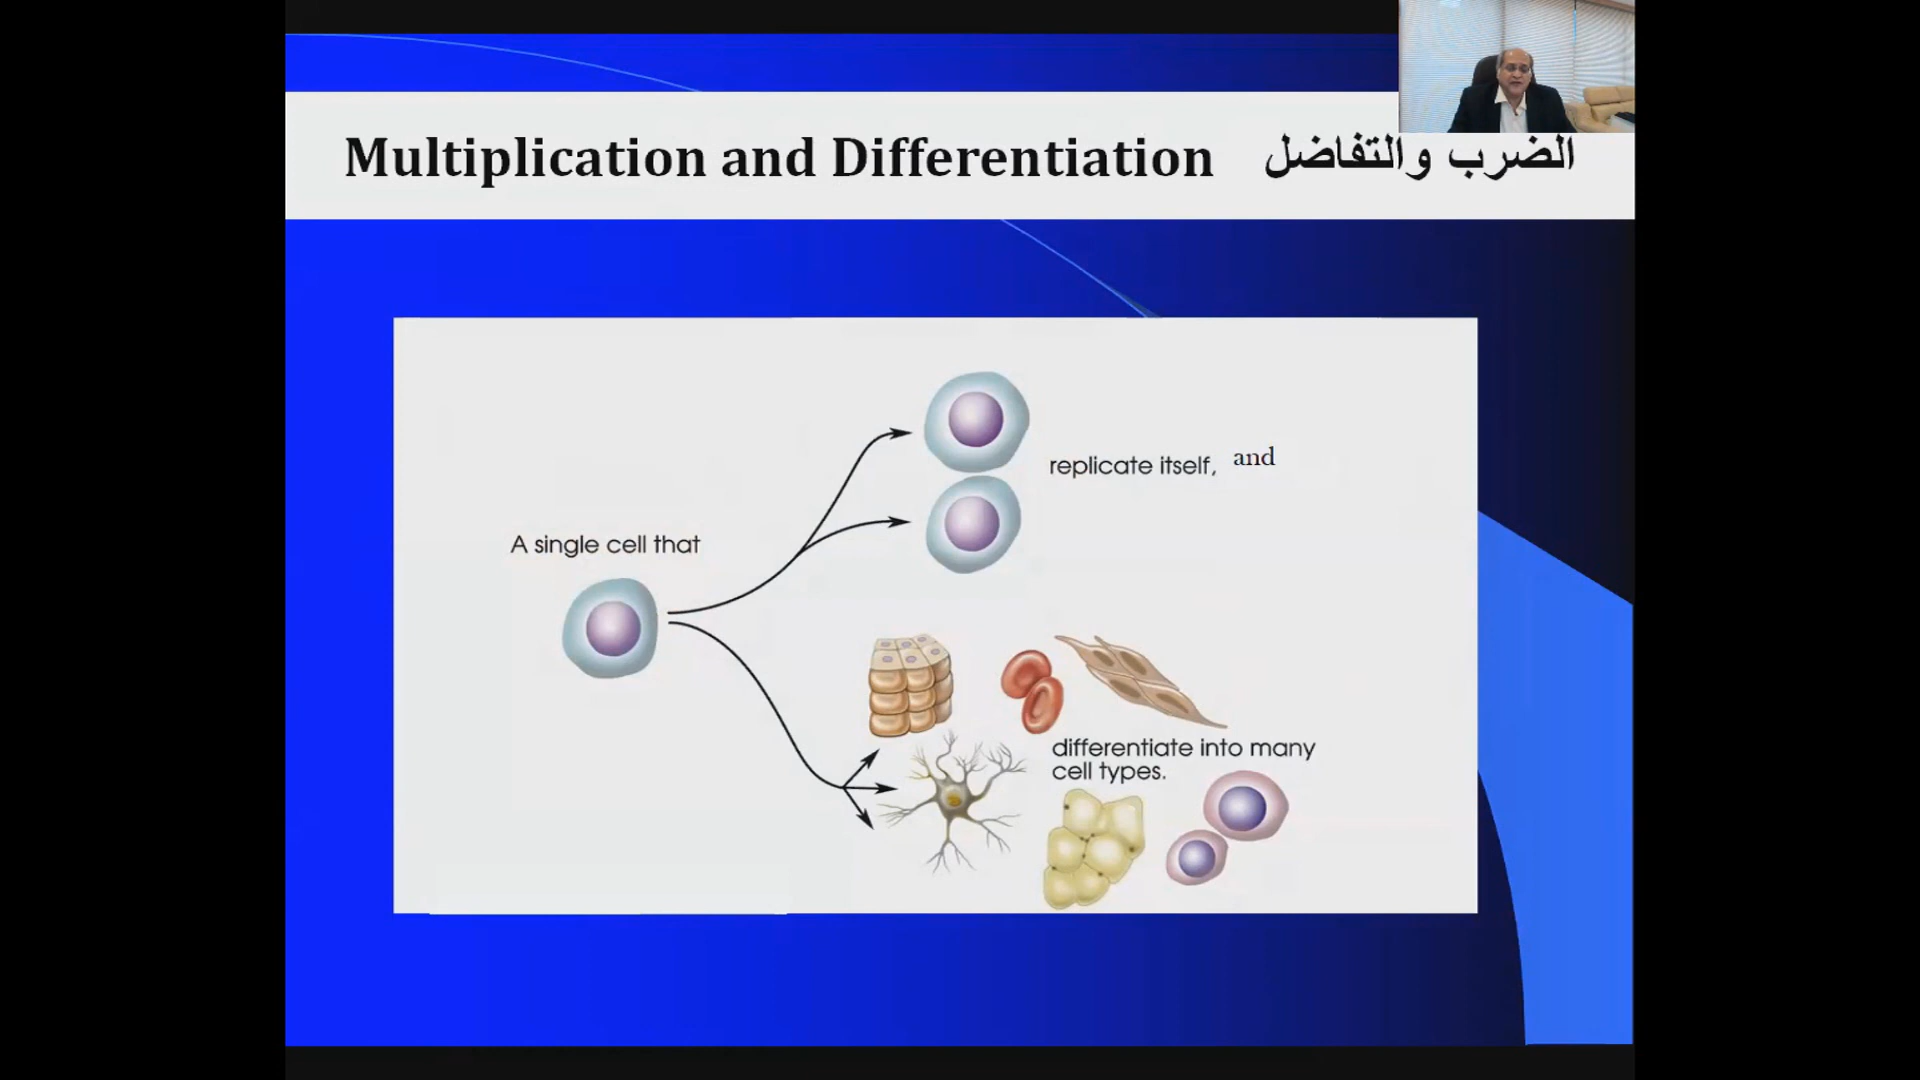 Multiplication and Differentiation الضرب والتفاضل
replicate itself, and
A single cell that
differentiate into many
cell types.